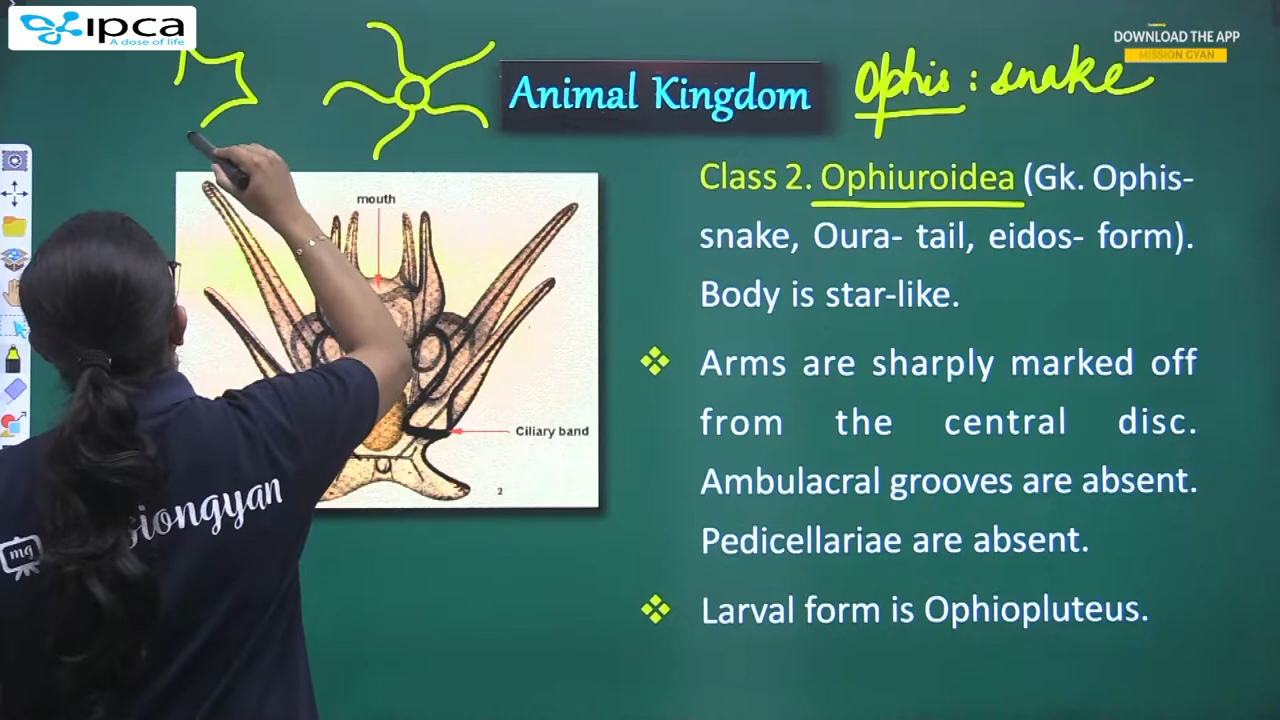 ipca
A dose of life
DOWNLOAD THE APP
MISSION GYAN
Animal Kingdom
Ophis : snake
Class 2. Ophiuroidea (Gk. Ophis-
snake, Oura- tail, eidos- form).
Body is star-like.
❖ Arms are sharply marked off
from the central disc.
Ambulacral grooves are absent.
Pedicellariae are absent.
❖ Larval form is Ophiopluteus.
mouth
Ciliary band
2
siongyan
mg